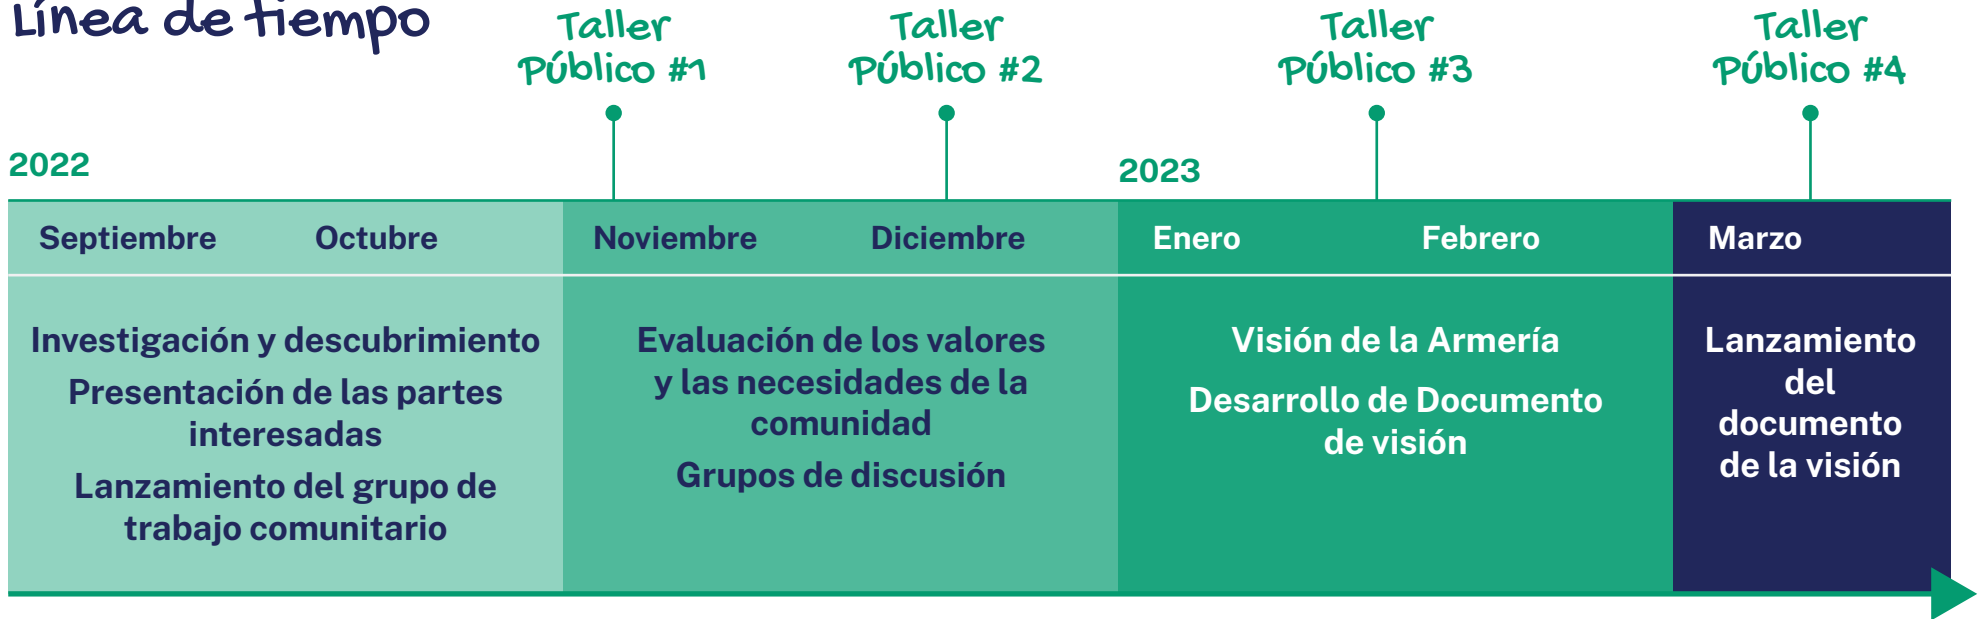 Línea de tiempo
Taller
Público #1
Taller
Público #2
Taller
Público #3
Taller
Público #4
2022
2023
Septiembre
Octubre
Noviembre
Diciembre
Enero
Febrero
Marzo
Investigación y descubrimiento
Presentación de las partes
interesadas
Lanzamiento del grupo de
trabajo comunitario
Evaluación de los valores
y las necesidades de la
comunidad
Grupos de discusión
Visión de la Armería
Desarrollo de Documento
de visión
Lanzamiento
del
documento
de la visión